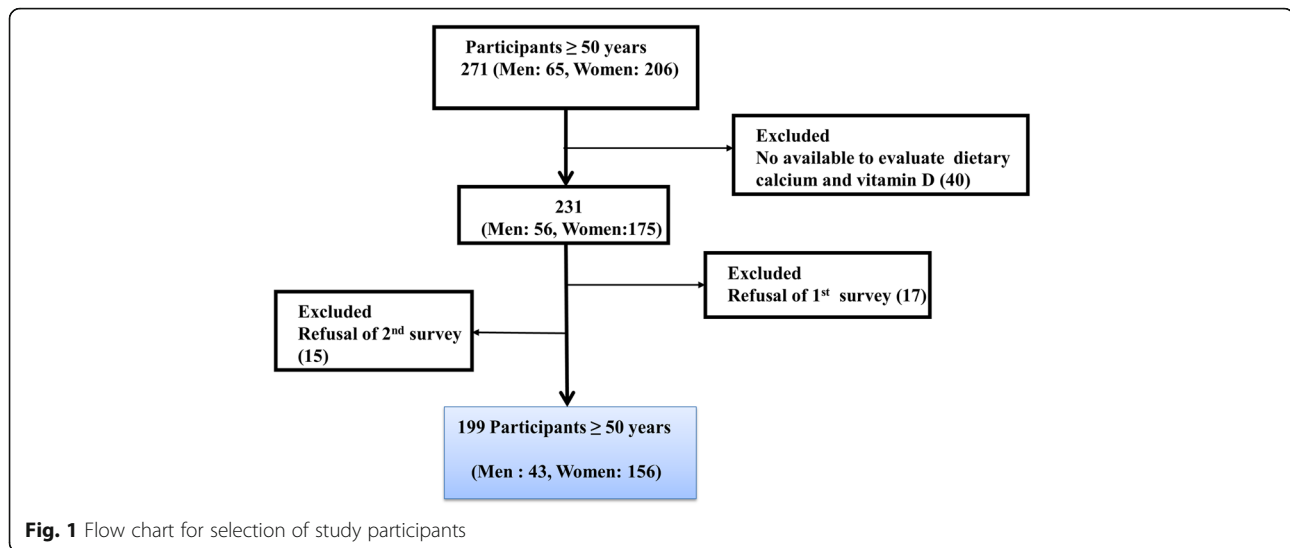 Participants ≥ 50 years
271 (Men: 65, Women: 206)
Excluded
No available to evaluate dietary
calcium and vitamin D (40)
231
(Men: 56, Women:175)
Excluded
Refusal of 1st survey (17)
Excluded
Refusal of 2nd survey
(15)
199 Participants ≥ 50 years
(Men : 43, Women: 156)
Fig. 1 Flow chart for selection of study participants